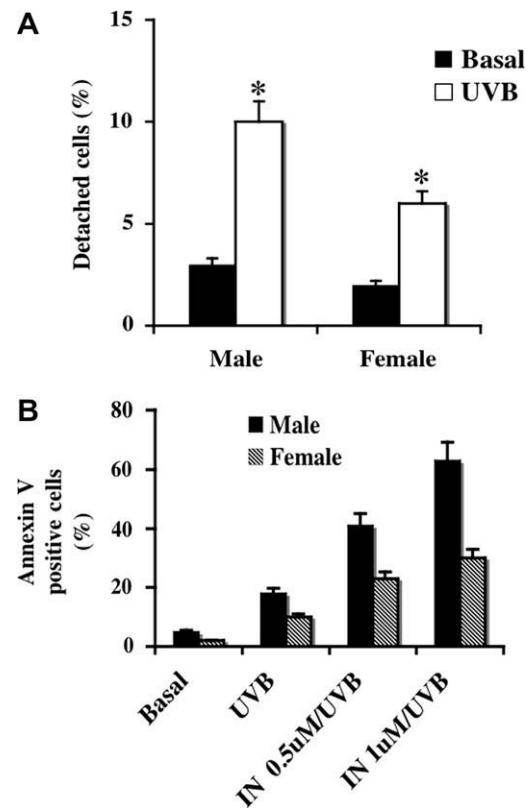 A
Detached cells (%)
15
10
5
0
*
*
Basal
UVB
Male
Female
B
Annexin V
positive cells
(%)
80
60
40
20
0
Male
Female
Basal
UVB
IN 0.5uM/UVB
IN 1uM/UVB